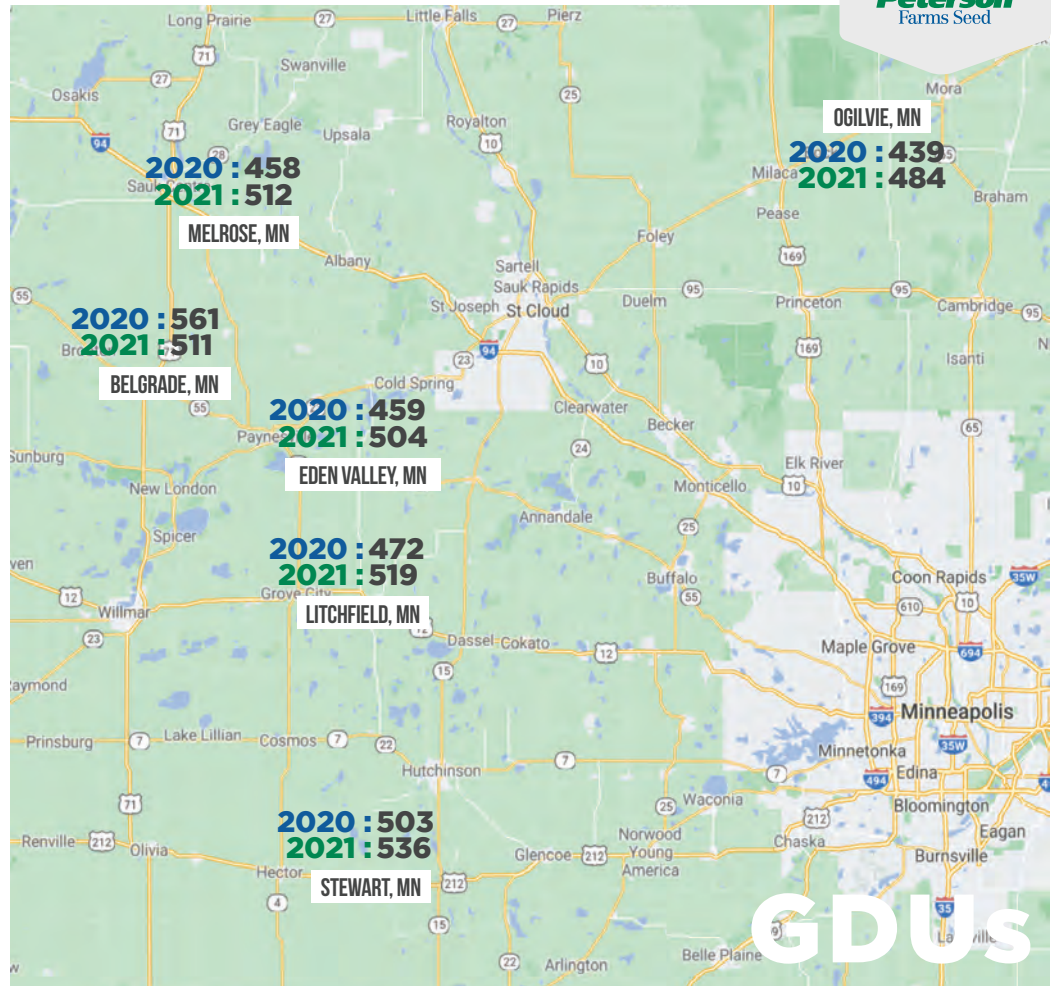 Peterson
Farms Seed
Long Prairie
27
Little Falls
27
Pierz
71
Swanville
27
25
Osakis
Mora
94
71
Grey Eagle
Upsala
Royalton
10
OGILVIE, MN
28
2020 : 458
2020 : 439
65
Sauk Centre
2021 : 512
Milaca
2021 : 484
Braham
MELROSE, MN
Pease
Foley
169
Albany
Sartell
55
Sauk Rapids
St Joseph
St Cloud
Duelm
95
Princeton
95
Cambridge
95
2020 : 561
2021 : 511
94
169
23
10
Isanti
BELGRADE, MN
Cold Spring
55
2020 : 459
Clearwater
Becker
65
2021 : 504
24
Sunburg
EDEN VALLEY, MN
Elk River
New London
Monticello
10
Annandale
25
Spicer
2020 : 472
2021 : 519
Buffalo
Coon Rapids
35W
12
Grove City
55
610
10
Willmar
LITCHFIELD, MN
12
23
Dassel
Cokato
12
Maple Grove
694
15
169
aymond
394
Minneapolis
Prinsburg
7
Lake Lillian
Cosmos
7
22
Minnetonka
35W
7
7
494
Edina
Hutchinson
71
25
Waconia
Bloomington
212
2020 : 503
Eagan
Renville
212
Olivia
2021 : 536
Glencoe
212
Norwood
Young
America
Chaska
Burnsville
Hector
STEWART, MN
212
4
15
35
GDUs
22
Arlington
Belle Plaine